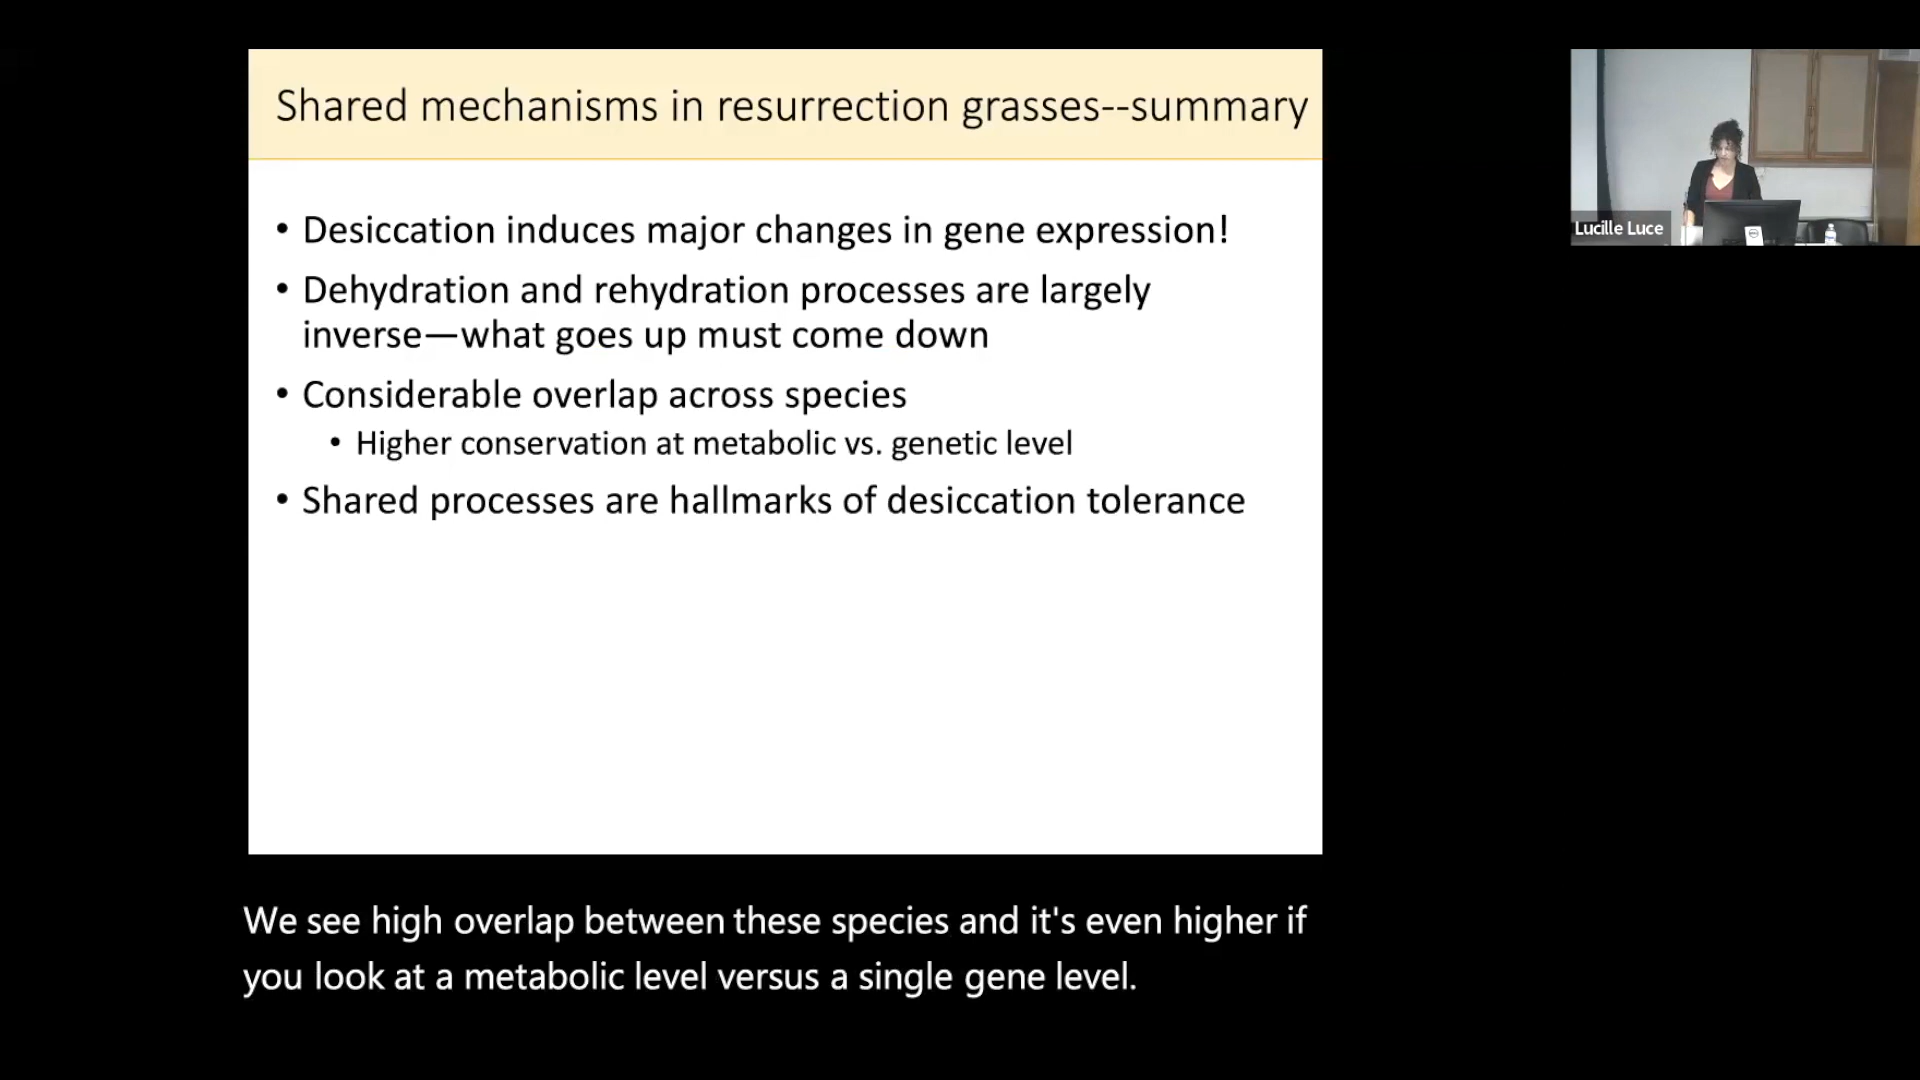 Shared mechanisms in resurrection grasses--summary
• Desiccation induces major changes in gene expression!
• Dehydration and rehydration processes are largely
inverse—what goes up must come down
• Considerable overlap across species
• Higher conservation at metabolic vs. genetic level
• Shared processes are hallmarks of desiccation tolerance
Lucille Luce
We see high overlap between these species and it's even higher if
you look at a metabolic level versus a single gene level.